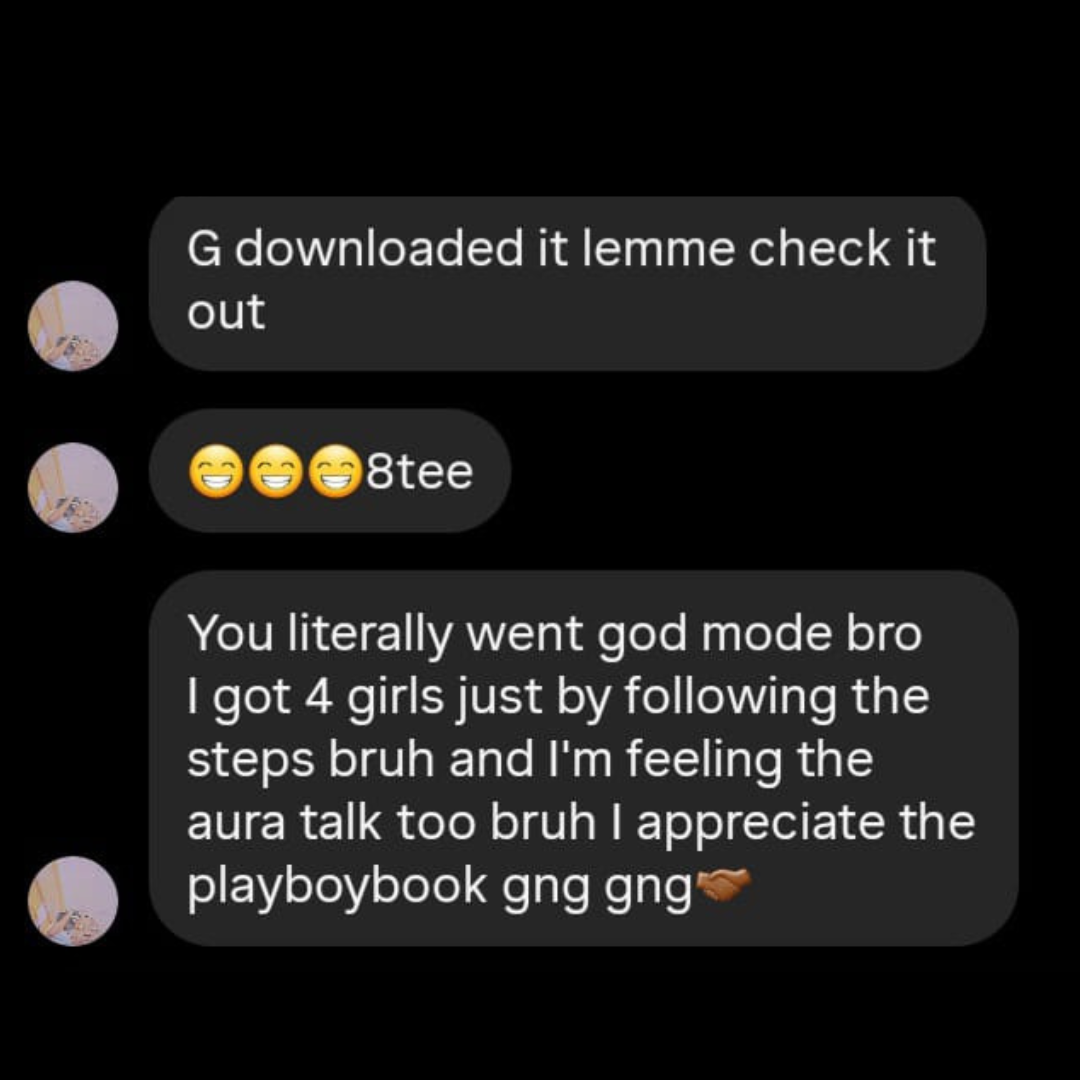 G downloaded it lemme check it
out
😁😁😁8tee
You literally went god mode bro
I got 4 girls just by following the
steps bruh and I'm feeling the
aura talk too bruh I appreciate the
playboybook gng gng🤝🏾